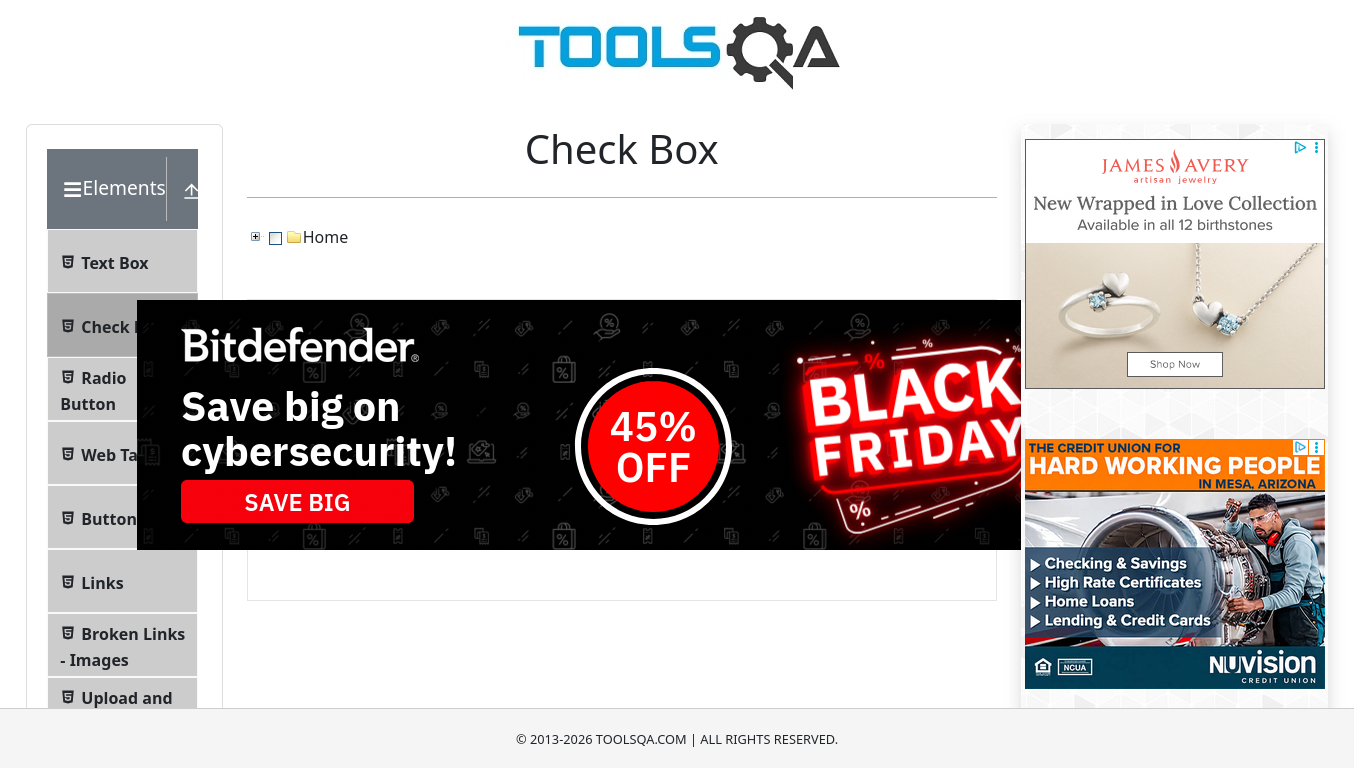 TOOLSQA
Check Box
Elements
Text Box
Check
Radio
Button
Web Ta
Button
Links
Broken Links
- Images
Upload and
Home
Bitdefender®
Save big on
cybersecurity!
SAVE BIG
45%
OFF
%
BLACK
FRIDAY
%
JAMES AVERY
artisan jewelry
New Wrapped in Love Collection
Available in all 12 birthstones
Shop Now
THE CREDIT UNION FOR
HARD WORKING PEOPLE
IN MESA, ARIZONA
Checking & Savings
High Rate Certificates
Home Loans
Lending & Credit Cards
NCUA
NUVISION
CREDIT UNION
© 2013-2026 TOOLSQA.COM | ALL RIGHTS RESERVED.